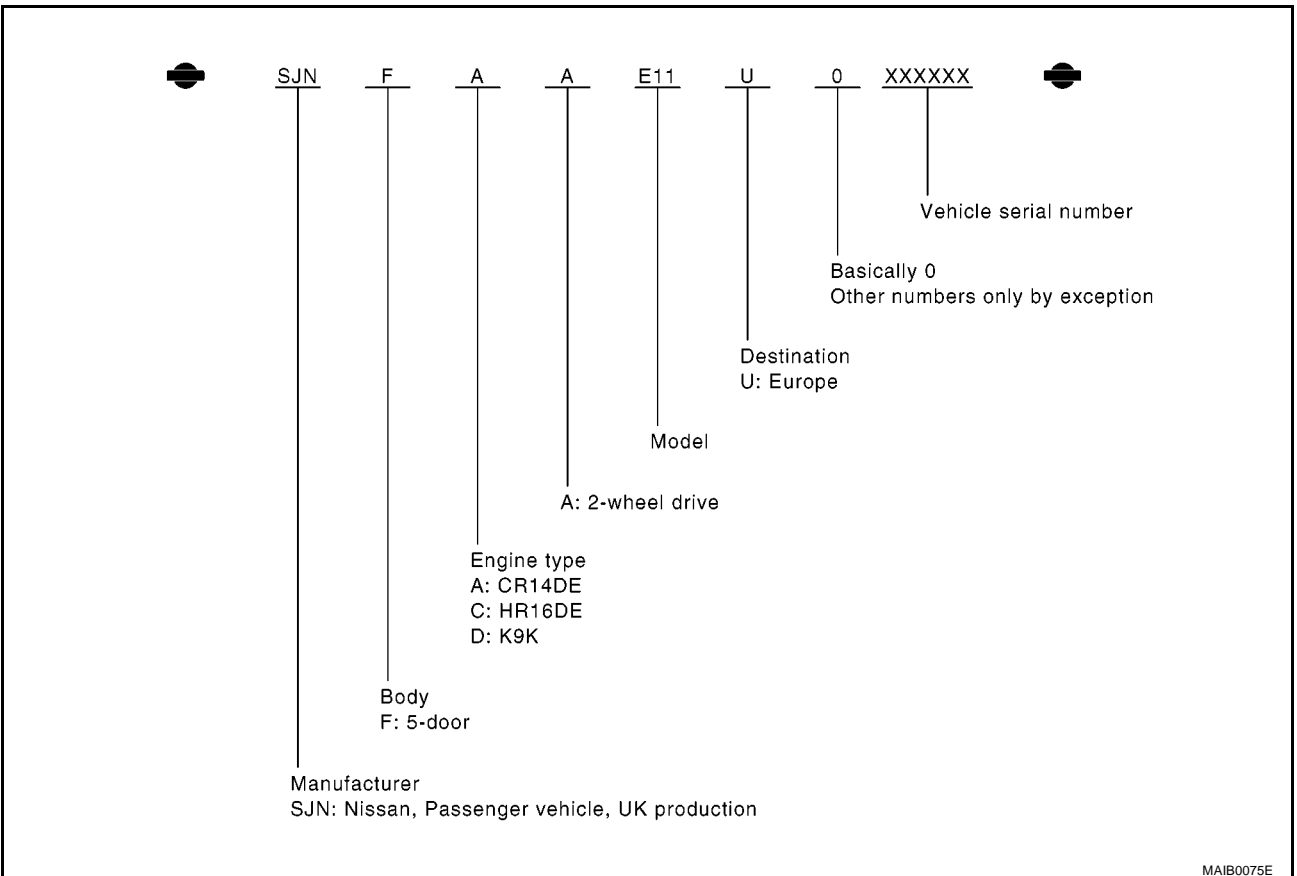 SJN F A A E11 U 0 XXXXXX
Vehicle serial number
Basically 0
Other numbers only by exception
Destination
U: Europe
Model
A: 2-wheel drive
Engine type
A: CR14DE
C: HR16DE
D: K9K
Body
F: 5-door
Manufacturer
SJN: Nissan, Passenger vehicle, UK production
MAIB0075E